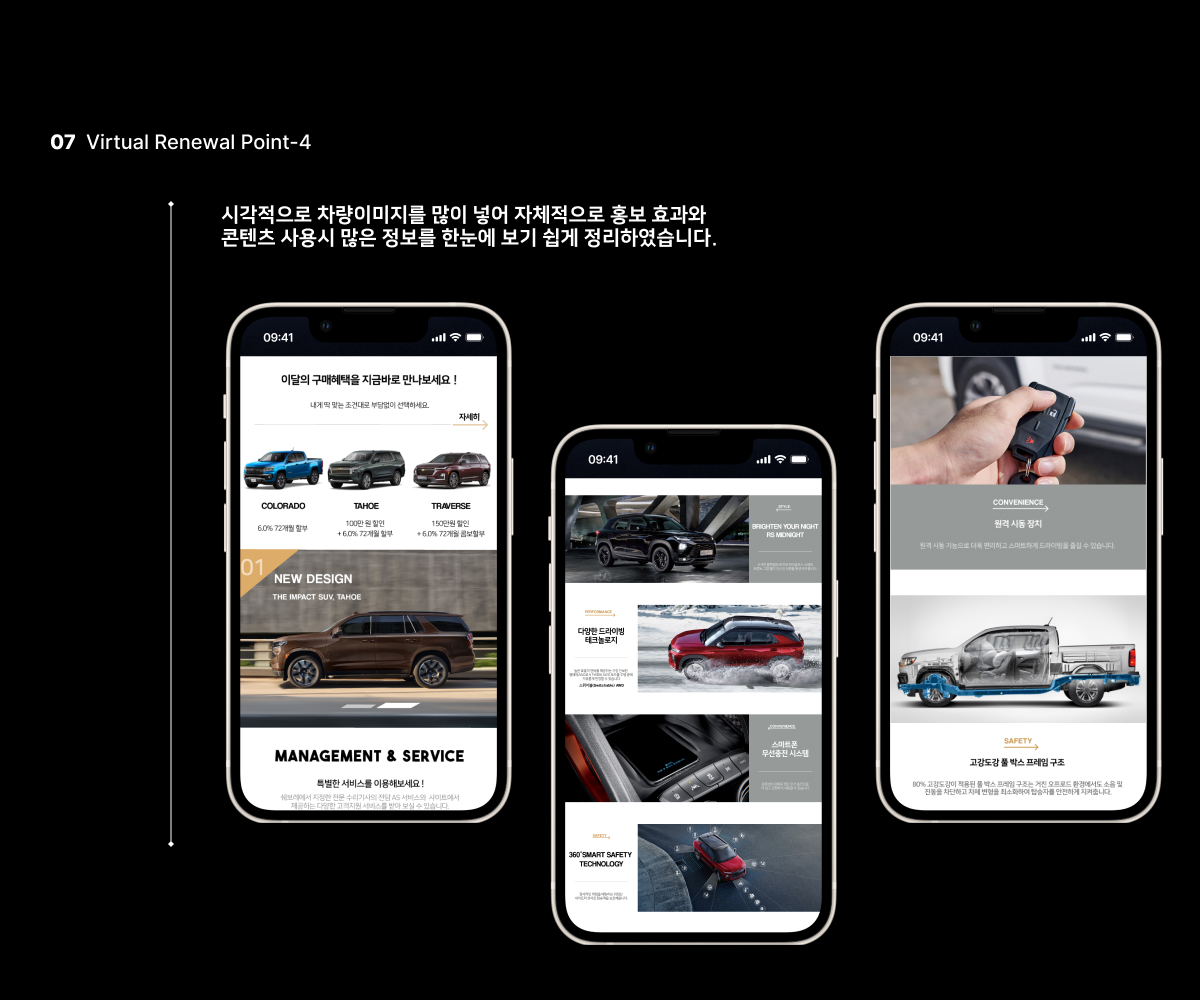 07 Virtual Renewal Point-4
시각적으로 차량이미지를 많이 넣어 자체적으로 홍보 효과와
콘텐츠 사용시 많은 정보를 한눈에 보기 쉽게 정리하였습니다.
09:41
이달의 구매혜택을 지금바로 만나보세요 !
내게 딱 맞는 조건대로 부담없이 선택하세요.
자세히
COLORADO
TAHOE
TRAVERSE
6.0% 72개월 할부
100만 원 할인
+ 6.0% 72개월 할부
150만원 할인
+ 6.0% 72개월 콤보할부
01
NEW DESIGN
THE IMPACT SUV, TAHOE
MANAGEMENT & SERVICE
특별한 서비스를 이용해보세요 !
쉐보레에서 지정한 전문 수리기사의 전담 AS 서비스와 사이트에서
제공하는 다양한 고객지원 서비스를 받아 보실 수 있습니다.
09:41
STYLE
BRIGHTEN YOUR NIGHT
RS MIDNIGHT
PERFORMANCE
다양한 드라이빙
테크놀로지
CONVENIENCE
스마트폰
무선충전 시스템
SAFETY
360°SMART SAFETY
TECHNOLOGY
09:41
CONVENIENCE
원격 시동 장치
원격 시동 기능으로 더욱 편리하고 스마트하게 드라이빙을 즐길 수 있습니다.
SAFETY
고강도강 풀 박스 프레임 구조
80% 고강도강이 적용된 풀 박스 프레임 구조는 거친 오프로드 환경에서도 소음 및
진동을 차단하고 차체 변형을 최소화하여 탑승자를 안전하게 지켜줍니다.